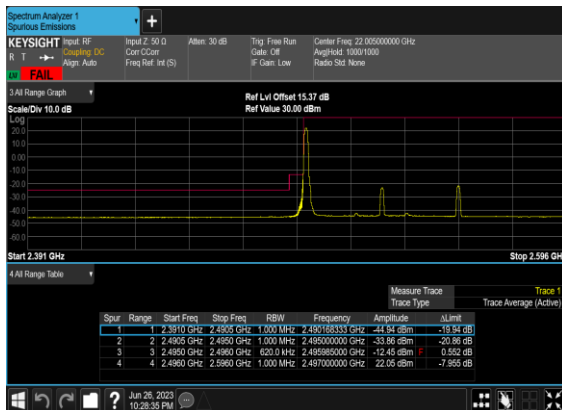 Spectrum Analyzer 1
Spurious Emissions
KEYSIGHT Input: RF Input Z: 50 Ω Atten: 30 dB Trig: Free Run Center Freq: 22.005000000 GHz
R T Coupling: DC Corr CCorr Gate: Off Avg|Hold: 1000/1000
Align: Auto Freq Ref: Int (S) IF Gain: Low Radio Std: None
FAIL
3 All Range Graph
Ref Lvl Offset 15.37 dB
Scale/Div 10.0 dB Ref Value 30.00 dBm
Log
20.0
10.0
0.00
-10.0
-20.0
-30.0
-40.0
-50.0
-60.0
Start 2.391 GHz Stop 2.596 GH
4 All Range Table
Measure Trace Trace 1
Trace Type Trace Average (Active)
Spur Range Start Freq Stop Freq RBW Frequency Amplitude ΔLimit
1 1 2.3910 GHz 2.4905 GHz 1.000 MHz 2.490168333 GHz -44.94 dBm -19.94 dB
2 2 2.4905 GHz 2.4950 GHz 1.000 MHz 2.495000000 GHz -33.86 dBm -20.86 dB
3 3 2.4950 GHz 2.4960 GHz 620.0 kHz 2.495985000 GHz -12.45 dBm F 0.552 dB
4 4 2.4960 GHz 2.5960 GHz 1.000 MHz 2.497000000 GHz 22.05 dBm -7.955 dB
Jun 26, 2023
10:28:35 PM